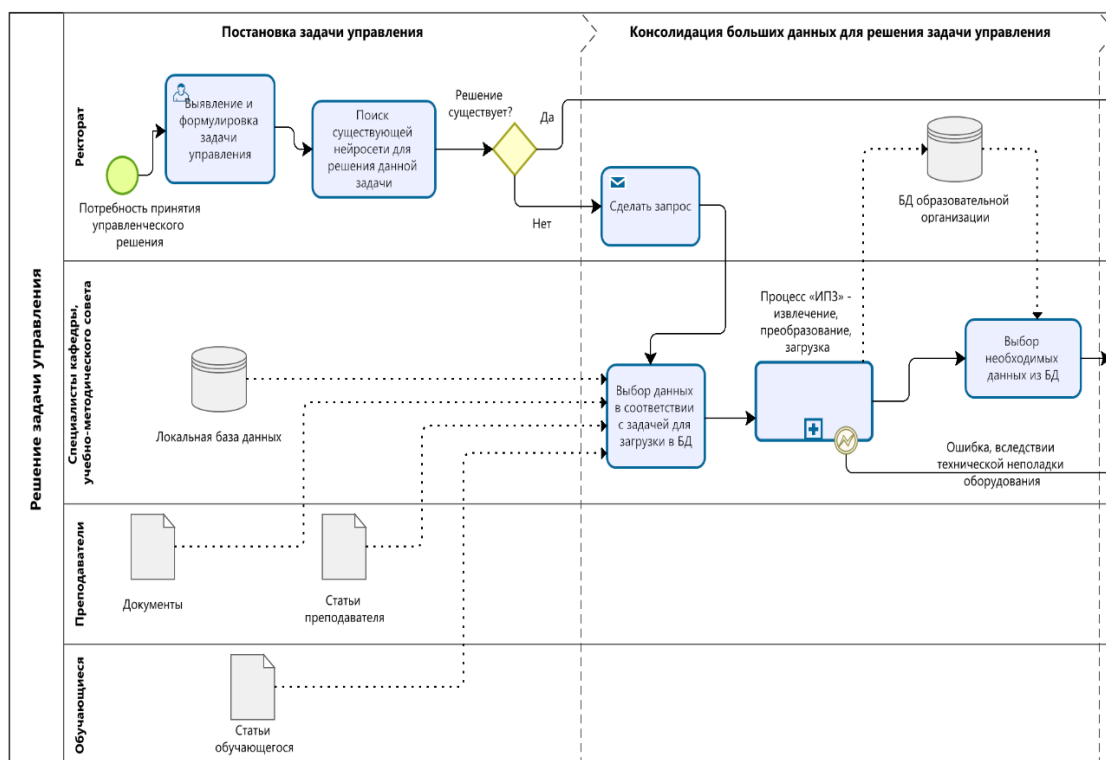 Постановка задачи управления
Консолидация больших данных для решения задачи управления
Решение задачи управления
Ректорат
Выявление и
формулировка
задачи
управления
Поиск
существующей
нейросети для
решения данной
задачи
Решение
существует?
Да
Нет
Потребность принятия
управленческого
решения
Сделать запрос
БД образовательной
организации
Специалисты кафедры,
учебно-методического совета
Локальная база данных
Выбор данных
в соответствии
с задачей для
загрузки в БД
Процесс «ИПЗ» -
извлечение,
преобразование,
загрузка
Выбор
необходимых
данных из БД
Ошибка, вследствии
технической неполадки
оборудования
Преподаватели
Документы
Статьи
преподавателя
Обучающиеся
Статьи
обучающегося